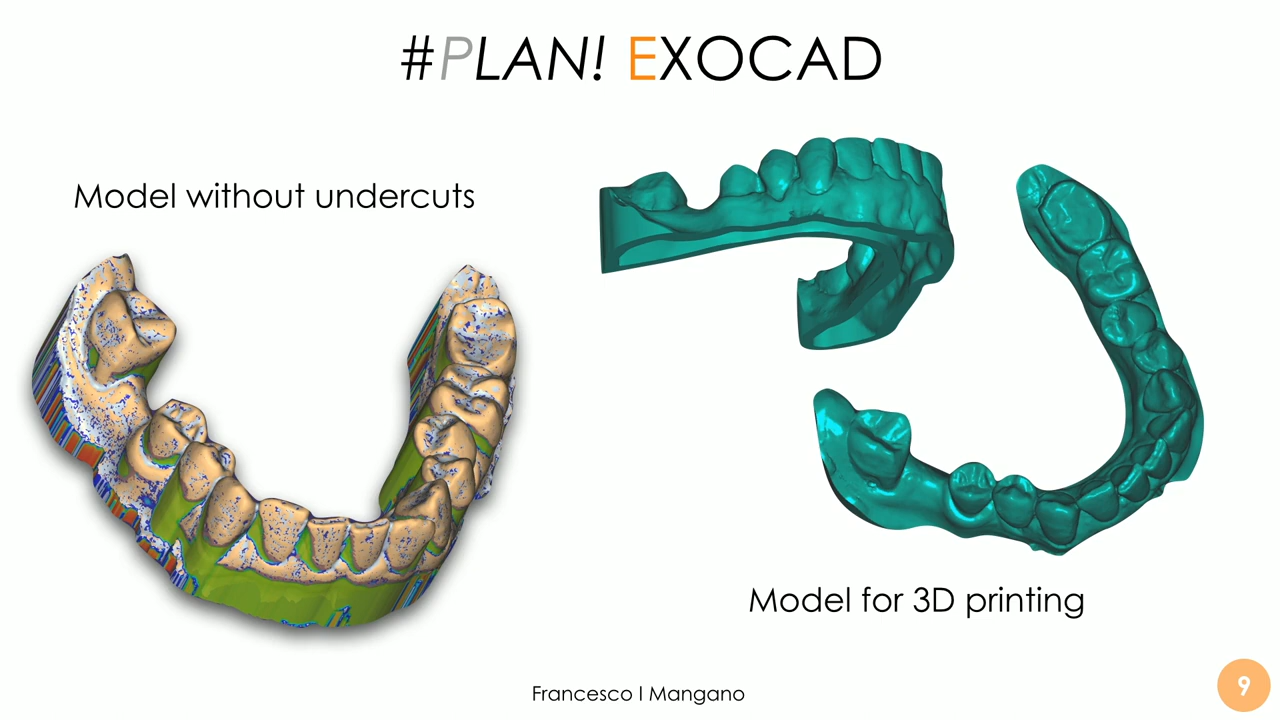 #PLAN! EXOCAD
Model without undercuts
Model for 3D printing
Francesco I Mangano
9